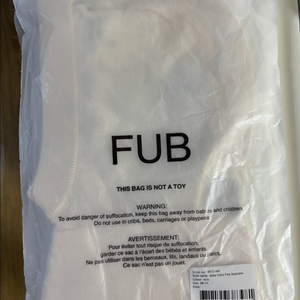 FUB
THIS BAG IS NOT A TOY
WARNING:
To avoid danger of suffocation, keep this bag away from babies and children.
Do not use in cribs, beds, carriages or playpens
AVERTISSEMENT:
Pour éviter tout risque de suffocation,
garder ce sac à l'écart des bébés et enfants.
Ne pas utiliser dans les berceaux, lits, landaus ou parcs.
Ce sac n'est pas un jouet.